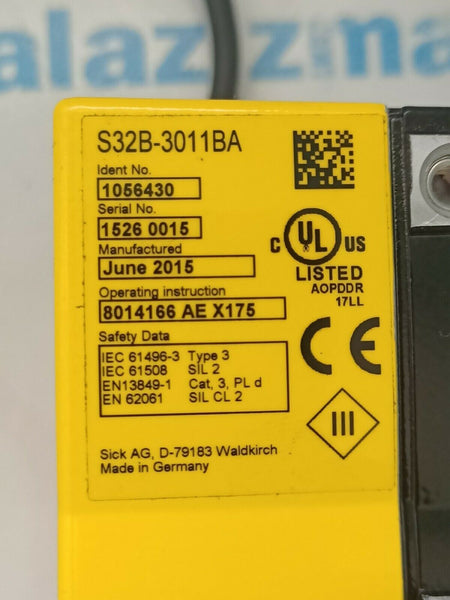 alazizma
S32B-3011BA
Ident No.
1056430
Serial No.
1526 0015
Manufactured
June 2015
Operating instruction
8014166 AE X175
Safety Data
IEC 61496-3 Type 3
IEC 61508 SIL 2
EN13849-1 Cat, 3, PL d
EN 62061 SIL CL 2
Sick AG, D-79183 Waldkirch
Made in Germany
C UL US
LISTED
AOPDDR
17LL
CE
III